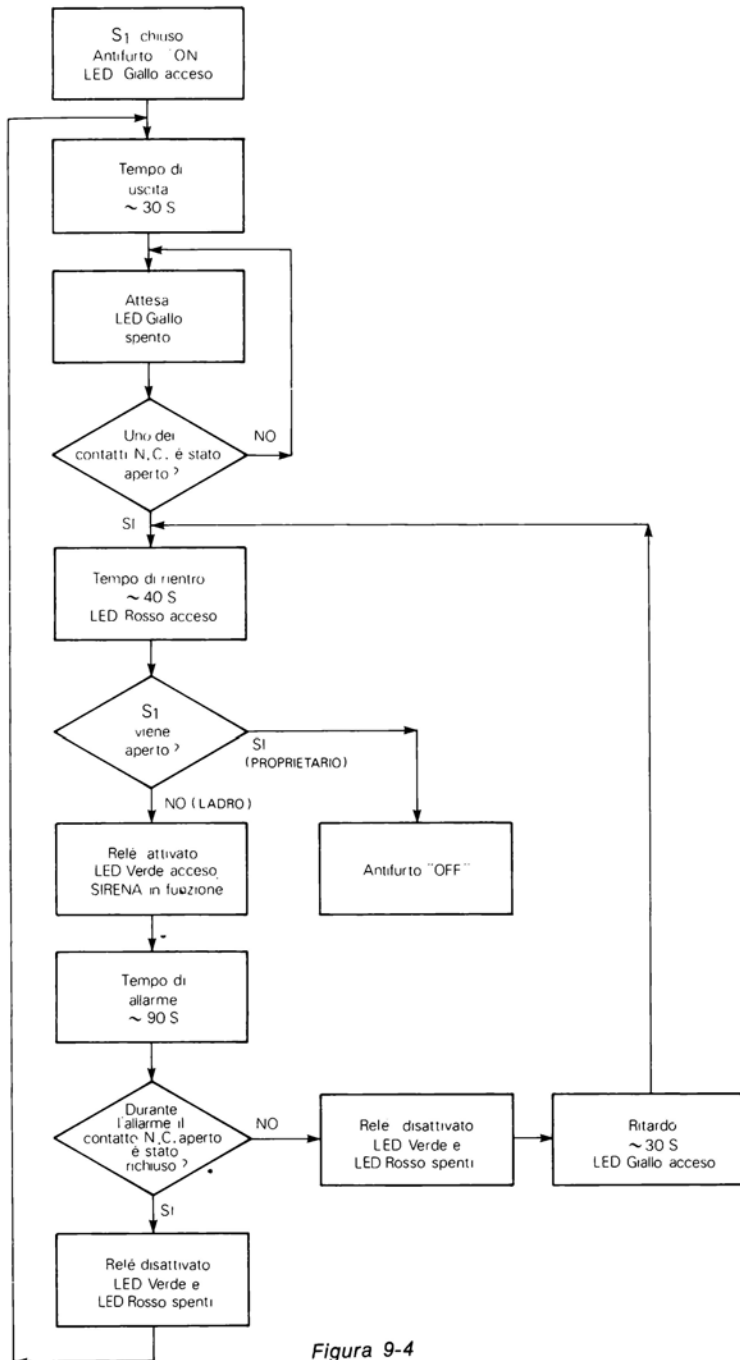 S1 chiuso
Antifurto "ON
LED Giallo acceso
Tempo di
uscita
~ 30 S
Attesa
LED Giallo
spento
Uno dei
contatti N.C. é stato
aperto?
NO
SI
Tempo di rientro
~ 40 S
LED Rosso acceso
S1
viene
aperto?
SI
(PROPRIETARIO)
NO (LADRO)
Relé attivato
LED Verde acceso
SIRENA in funzione
Antifurto "OFF"
Tempo di
allarme
~ 90 S
Durante
l'allarme il
contatto N.C. aperto
é stato
richiuso?
NO
Relé disattivato
LED Verde e
LED Rosso spenti
Ritardo
~ 30 S
LED Giallo acceso
SI
Relé disattivato
LED Verde e
LED Rosso spenti
Figura 9-4